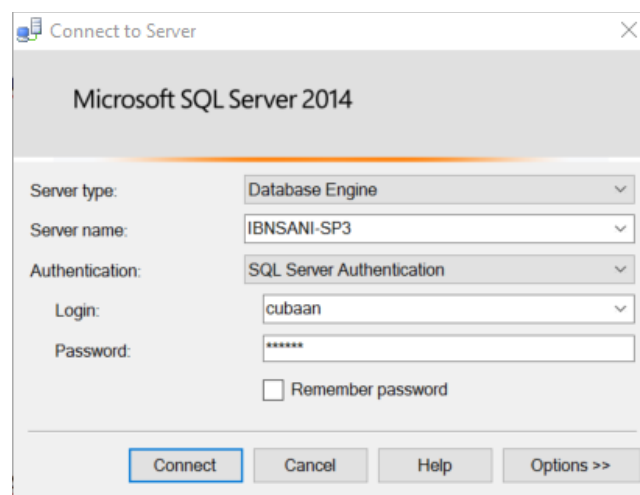 Connect to Server
Microsoft SQL Server 2014
Server type: Database Engine
Server name: IBNSANI-SP3
Authentication: SQL Server Authentication
Login: cubaan
Password: ******
Remember password
Connect Cancel Help Options >>